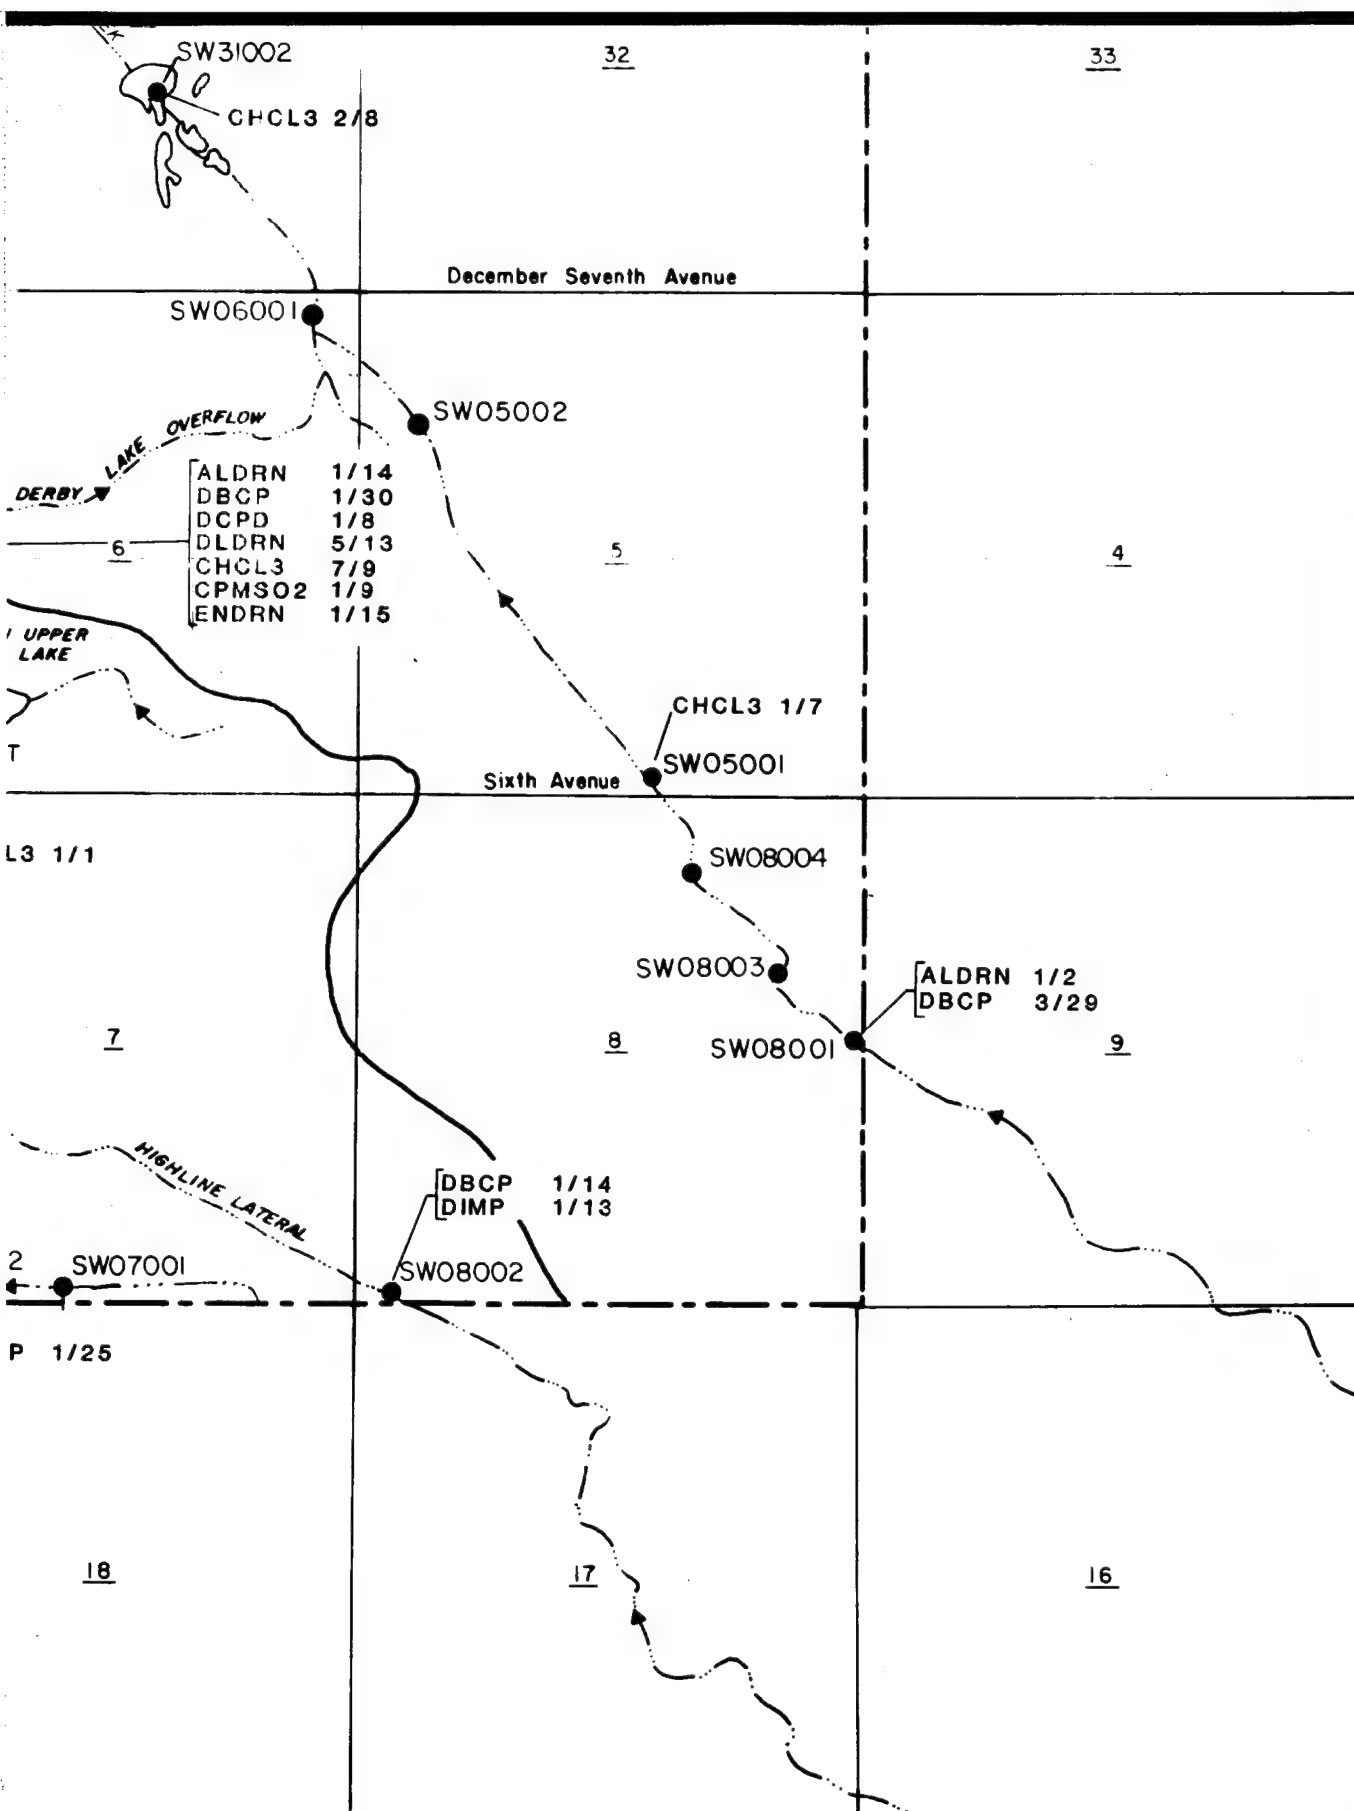 EK
SW31002
32
33
CHCL3 2/8
December Seventh Avenue
SW06001
SW05002
LAKE OVERFLOW
DERBY
ALDRN 1/14
DBCP 1/30
DCPD 1/8
DLDRN 5/13
CHCL3 7/9
CPMSO2 1/9
ENDRN 1/15
6
5
4
UPPER
LAKE
CHCL3 1/7
T
SW05001
Sixth Avenue
L3 1/1
SW08004
SW08003
ALDRN 1/2
DBCP 3/29
7
8
SW08001
9
HIGHLINE LATERAL
DBCP 1/14
DIMP 1/13
2
SW07001
SW08002
P 1/25
18
17
16